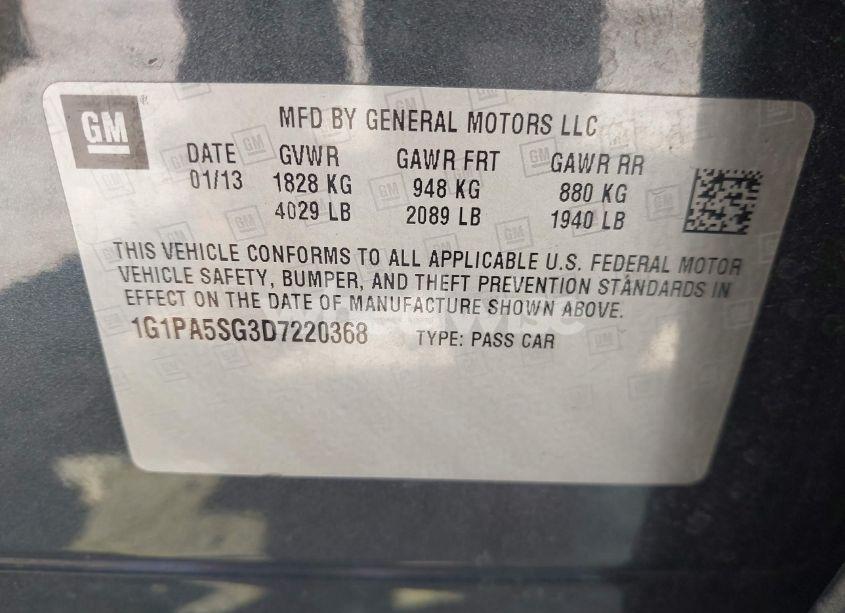 GM
MFD BY GENERAL MOTORS LLC
DATE GVWR GAWR FRT GAWR RR
01/13 1828 KG 948 KG 880 KG
4029 LB 2089 LB 1940 LB
THIS VEHICLE CONFORMS TO ALL APPLICABLE U.S. FEDERAL MOTOR
VEHICLE SAFETY, BUMPER, AND THEFT PREVENTION STANDARDS IN
EFFECT ON THE DATE OF MANUFACTURE SHOWN ABOVE.
1G1PA5SG3D7220368 TYPE: PASS CAR